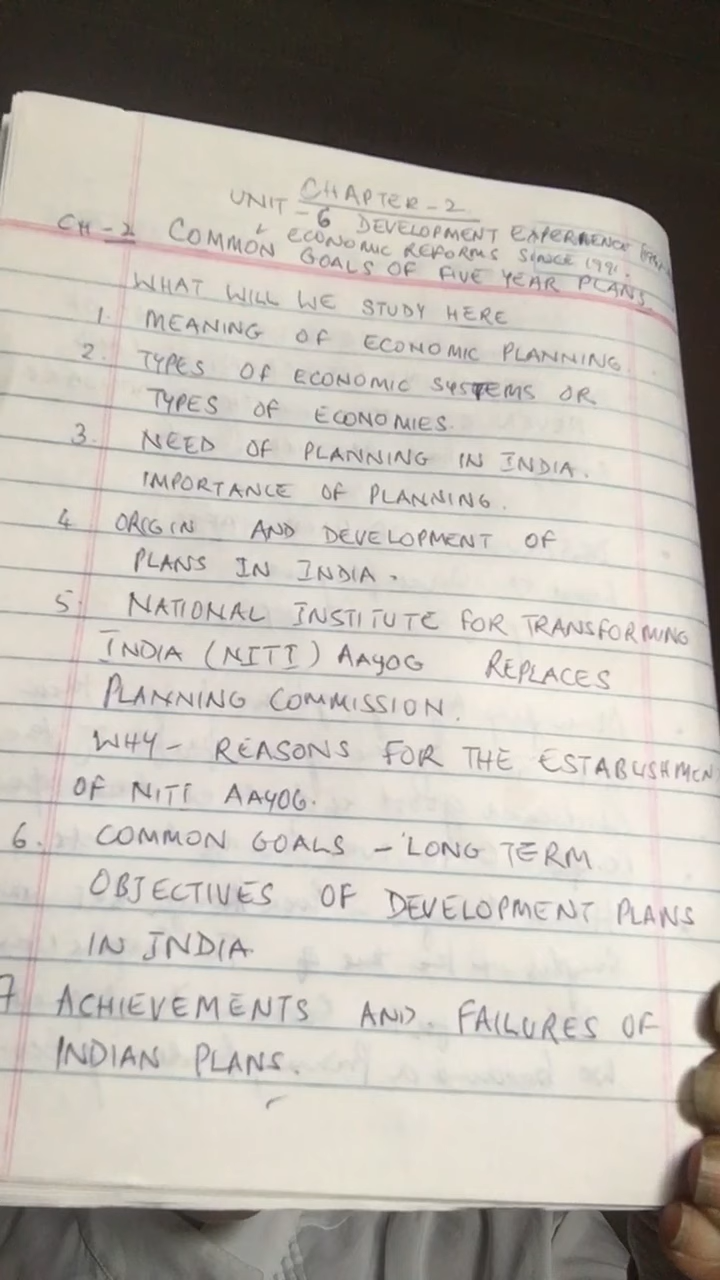 CHAPTER-2
UNIT-6 DEVELOPMENT EXPERIENCE
& ECONOMIC REFORMS SINCE 1991.
CH-2 COMMON GOALS OF FIVE YEAR PLANS
WHAT WILL WE STUDY HERE
1. MEANING OF ECONOMIC PLANNING.
2. TYPES OF ECONOMIC SYSTEMS OR
TYPES OF ECONOMIES.
3. NEED OF PLANNING IN INDIA.
IMPORTANCE OF PLANNING.
4 ORIGIN AND DEVELOPMENT OF
PLANS IN INDIA.
5. NATIONAL INSTITUTE FOR TRANSFORMING
INDIA (NITI) AAYOG REPLACES
PLANNING COMMISSION.
WHY - REASONS FOR THE ESTABLISHMEN
OF NITI AAYOG.
6. COMMON GOALS - LONG TERM
OBJECTIVES OF DEVELOPMENT PLANS
IN INDIA.
7 ACHIEVEMENTS AND FAILURES OF
INDIAN PLANS.